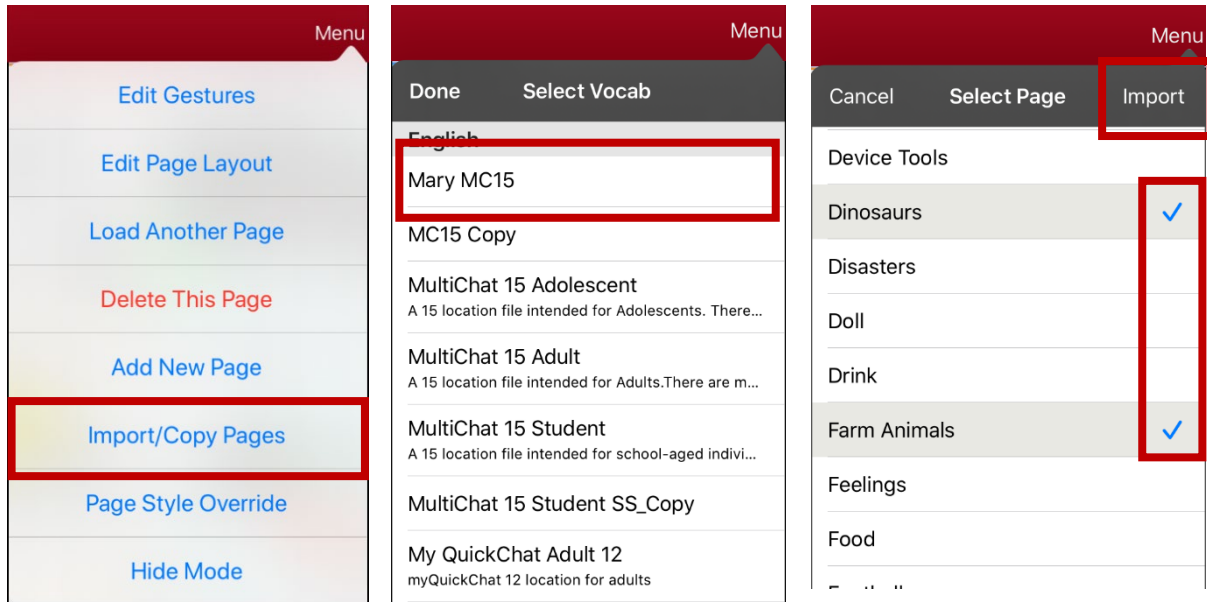 Menu
Edit Gestures
Edit Page Layout
Load Another Page
Delete This Page
Add New Page
Import/Copy Pages
Page Style Override
Hide Mode
Menu
Done Select Vocab
English
Mary MC15
MC15 Copy
MultiChat 15 Adolescent
A 15 location file intended for Adolescents. There...
MultiChat 15 Adult
A 15 location file intended for Adults.There are m...
MultiChat 15 Student
A 15 location file intended for school-aged indivi...
MultiChat 15 Student SS_Copy
My QuickChat Adult 12
myQuickChat 12 location for adults
Menu
Cancel Select Page Import
Device Tools
Dinosaurs
Disasters
Doll
Drink
Farm Animals
Feelings
Food